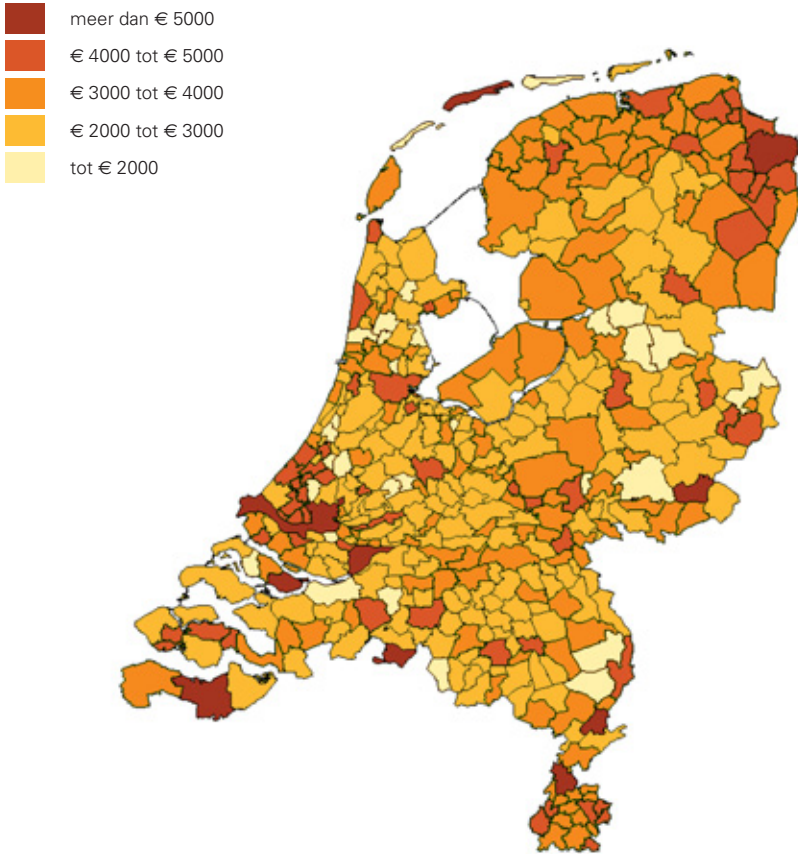 meer dan € 5000
€ 4000 tot € 5000
€ 3000 tot € 4000
€ 2000 tot € 3000
tot € 2000